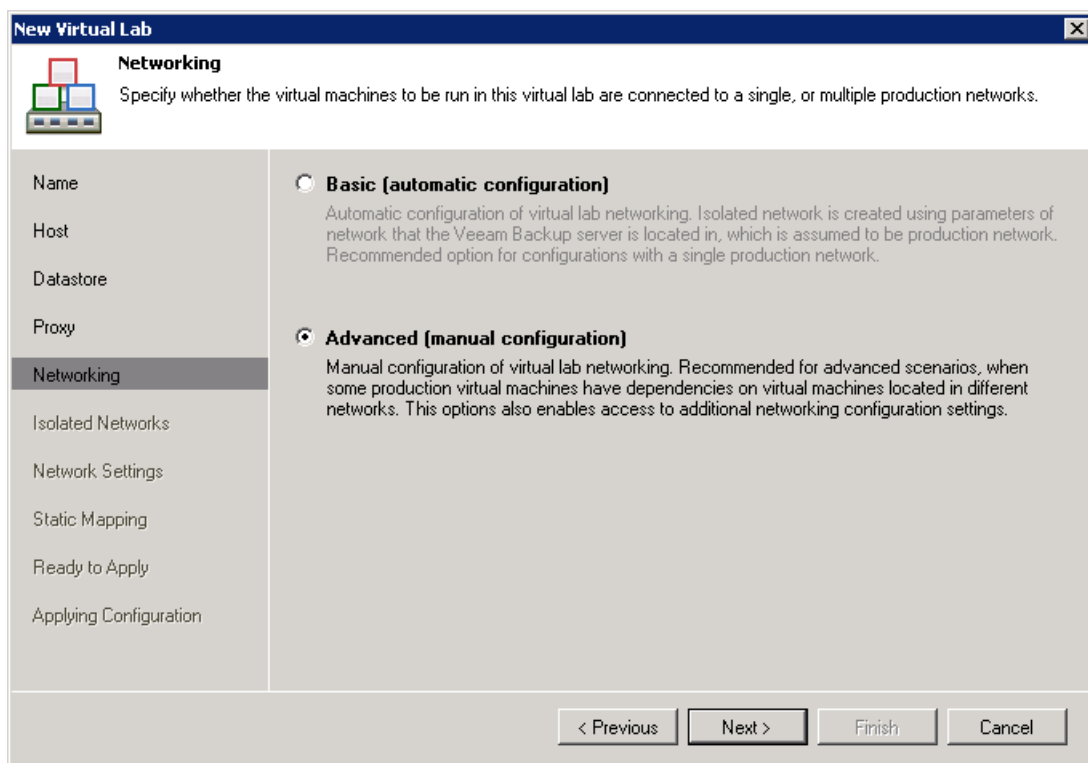 New Virtual Lab
Networking
Specify whether the virtual machines to be run in this virtual lab are connected to a single, or multiple production networks.
Name
Host
Datastore
Proxy
Networking
Isolated Networks
Network Settings
Static Mapping
Ready to Apply
Applying Configuration
Basic (automatic configuration)
Automatic configuration of virtual lab networking. Isolated network is created using parameters of
network that the Veeam Backup server is located in, which is assumed to be production network.
Recommended option for configurations with a single production network.
Advanced (manual configuration)
Manual configuration of virtual lab networking. Recommended for advanced scenarios, when
some production virtual machines have dependencies on virtual machines located in different
networks. This options also enables access to additional networking configuration settings.
< Previous
Next >
Finish
Cancel